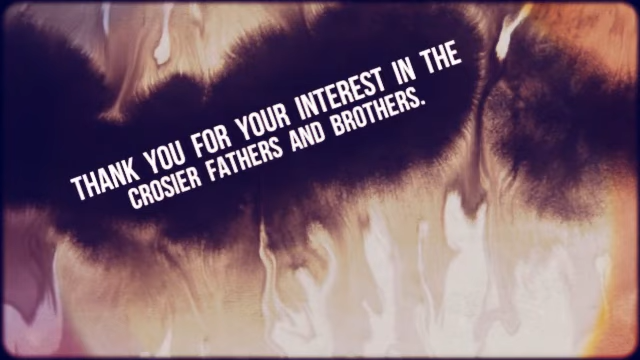 THANK YOU FOR YOUR INTEREST IN THE
CROSIER FATHERS AND BROTHERS.